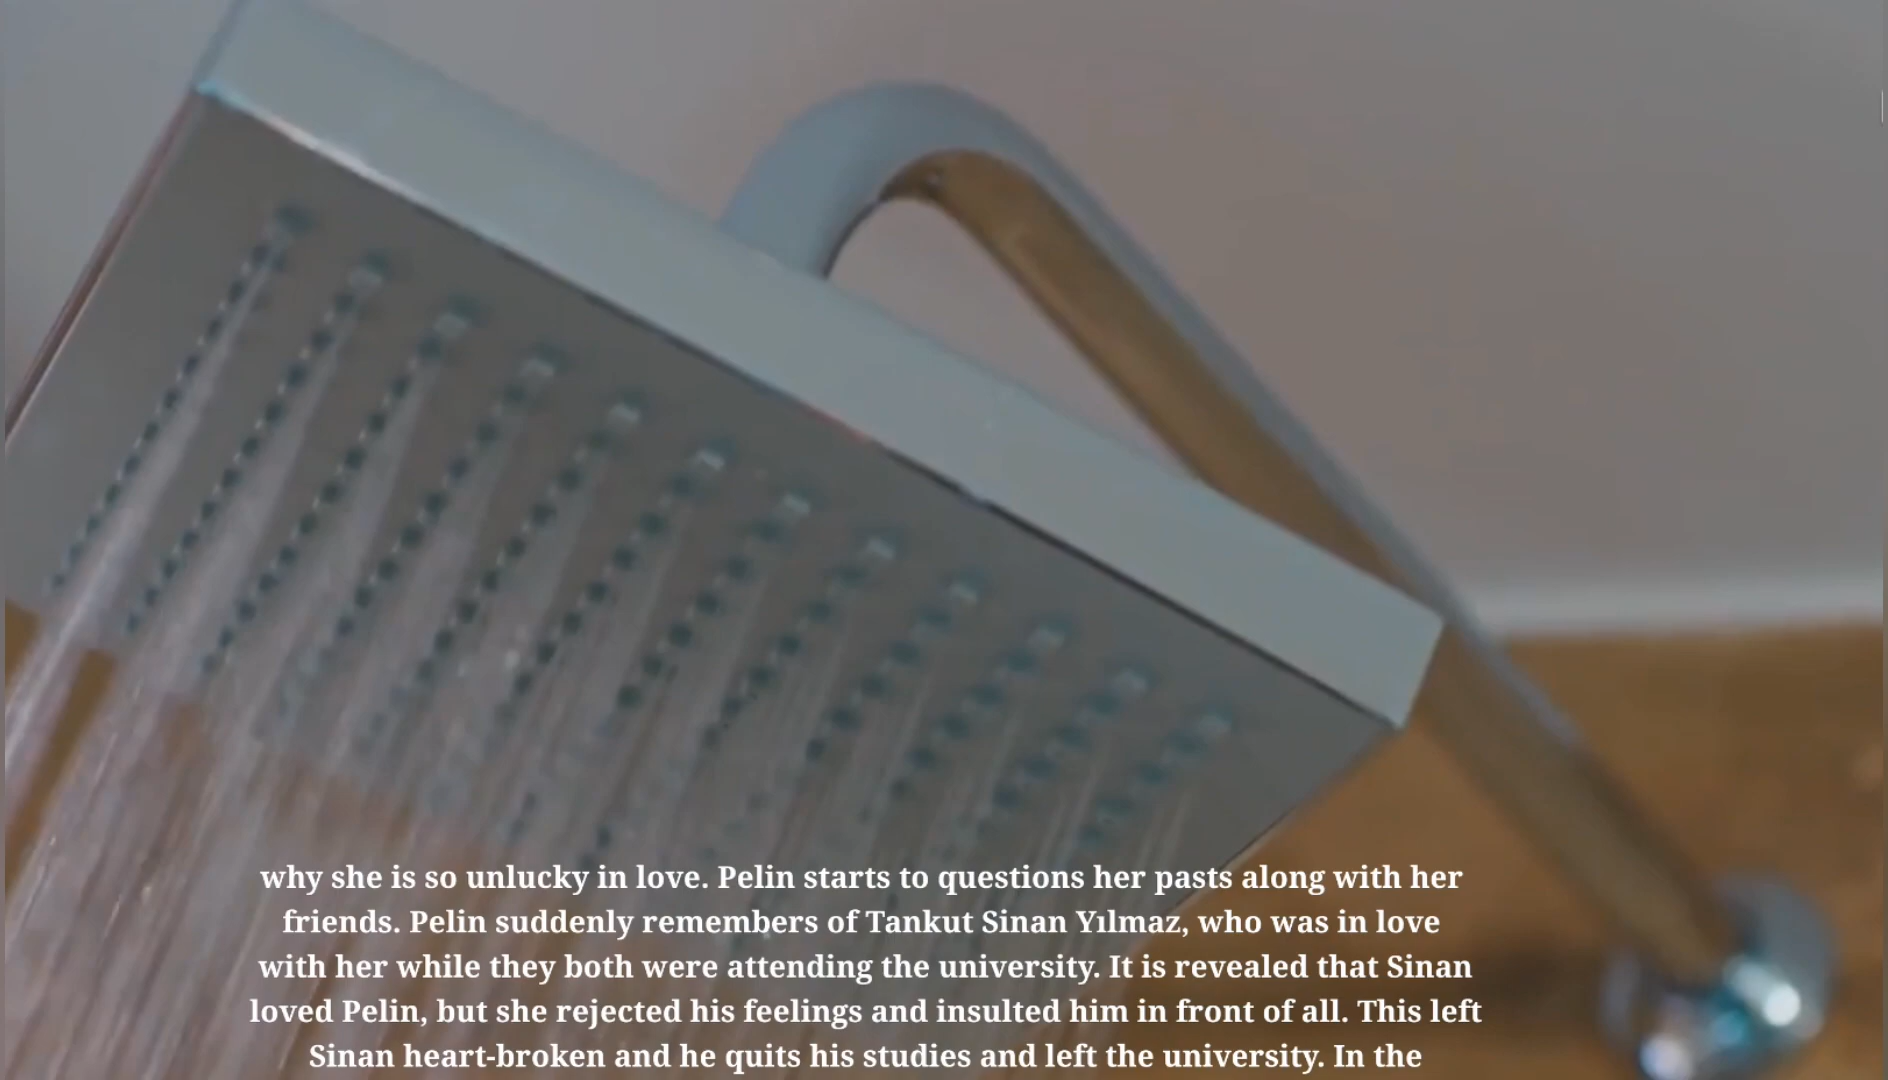 why she is so unlucky in love. Pelin starts to questions her pasts along with her
friends. Pelin suddenly remembers of Tankut Sinan Yılmaz, who was in love
with her while they both were attending the university. It is revealed that Sinan
loved Pelin, but she rejected his feelings and insulted him in front of all. This left
Sinan heart-broken and he quits his studies and left the university. In the